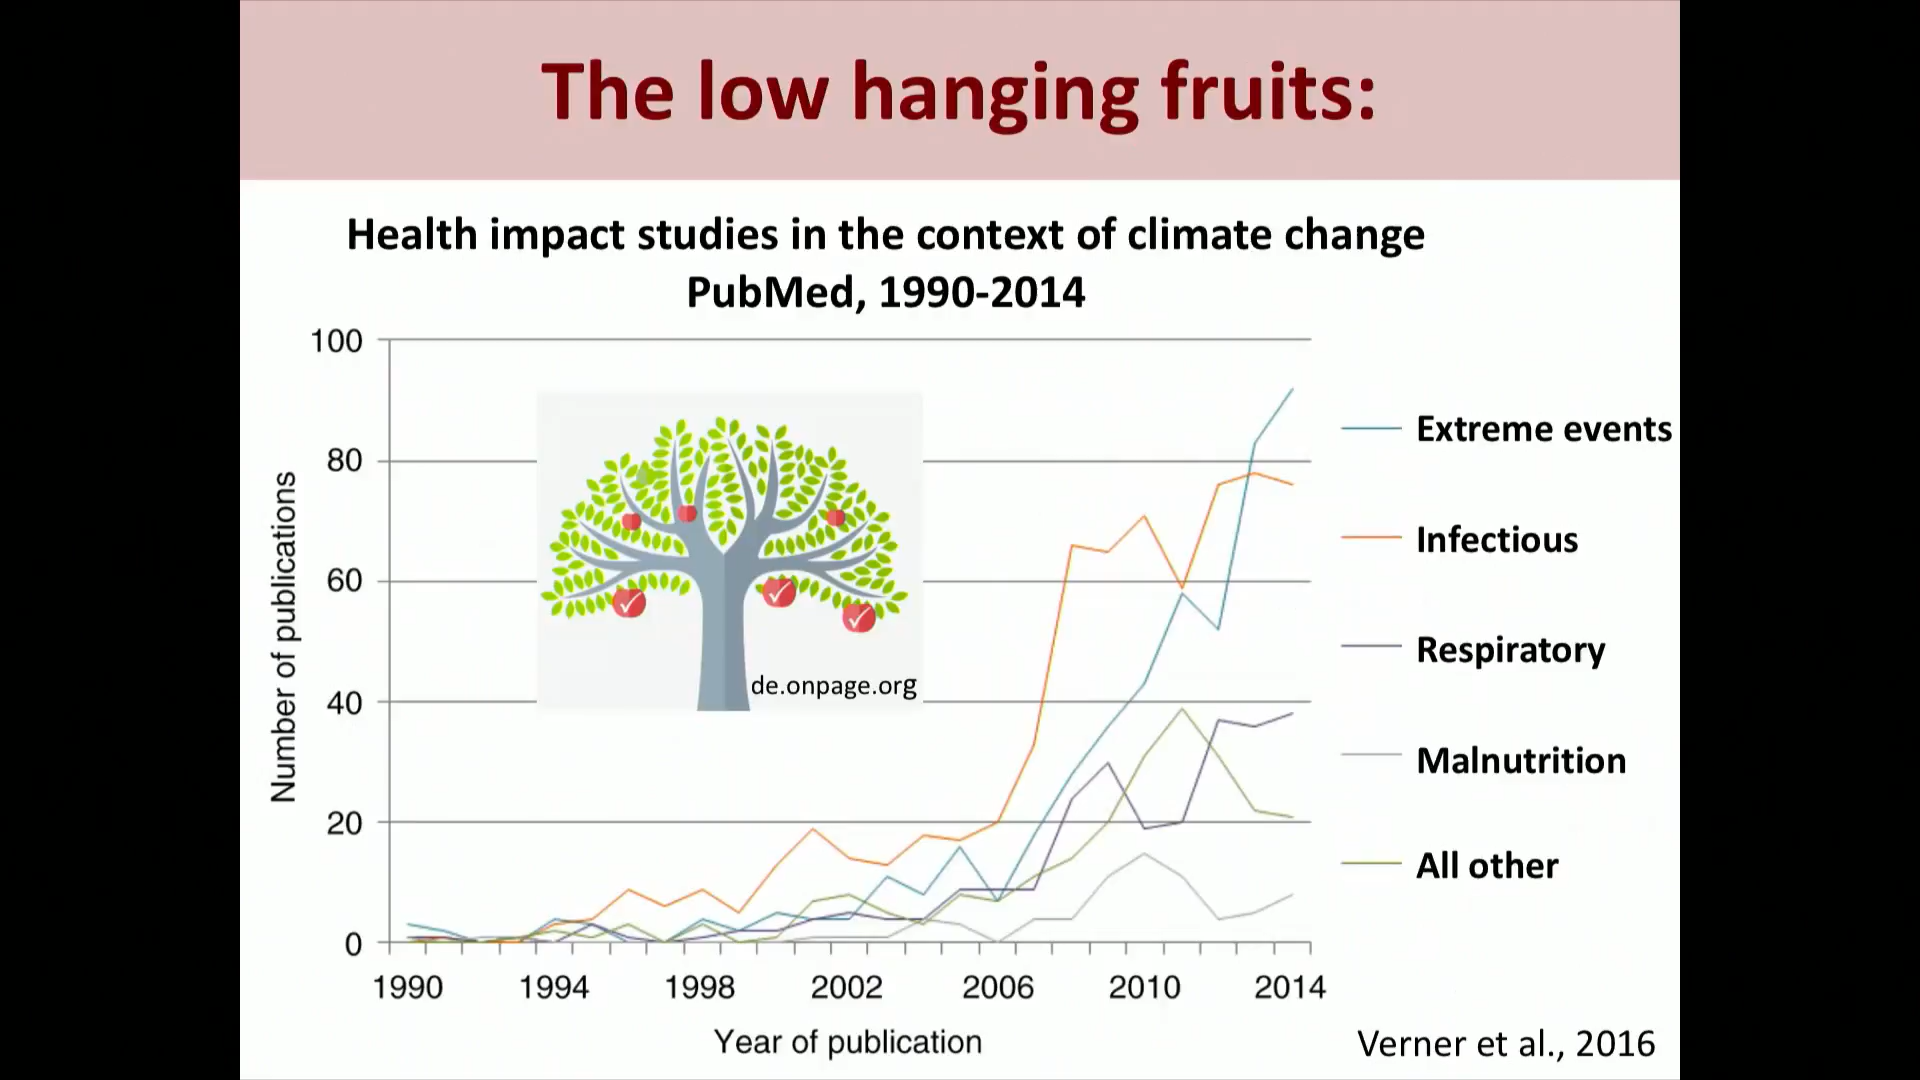 The low hanging fruits:
Health impact studies in the context of climate change
PubMed, 1990-2014
Number of publications
100
80
60
40
20
0
de.onpage.org
Extreme events
Infectious
Respiratory
Malnutrition
All other
1990 1994 1998 2002 2006 2010 2014
Year of publication
Verner et al., 2016